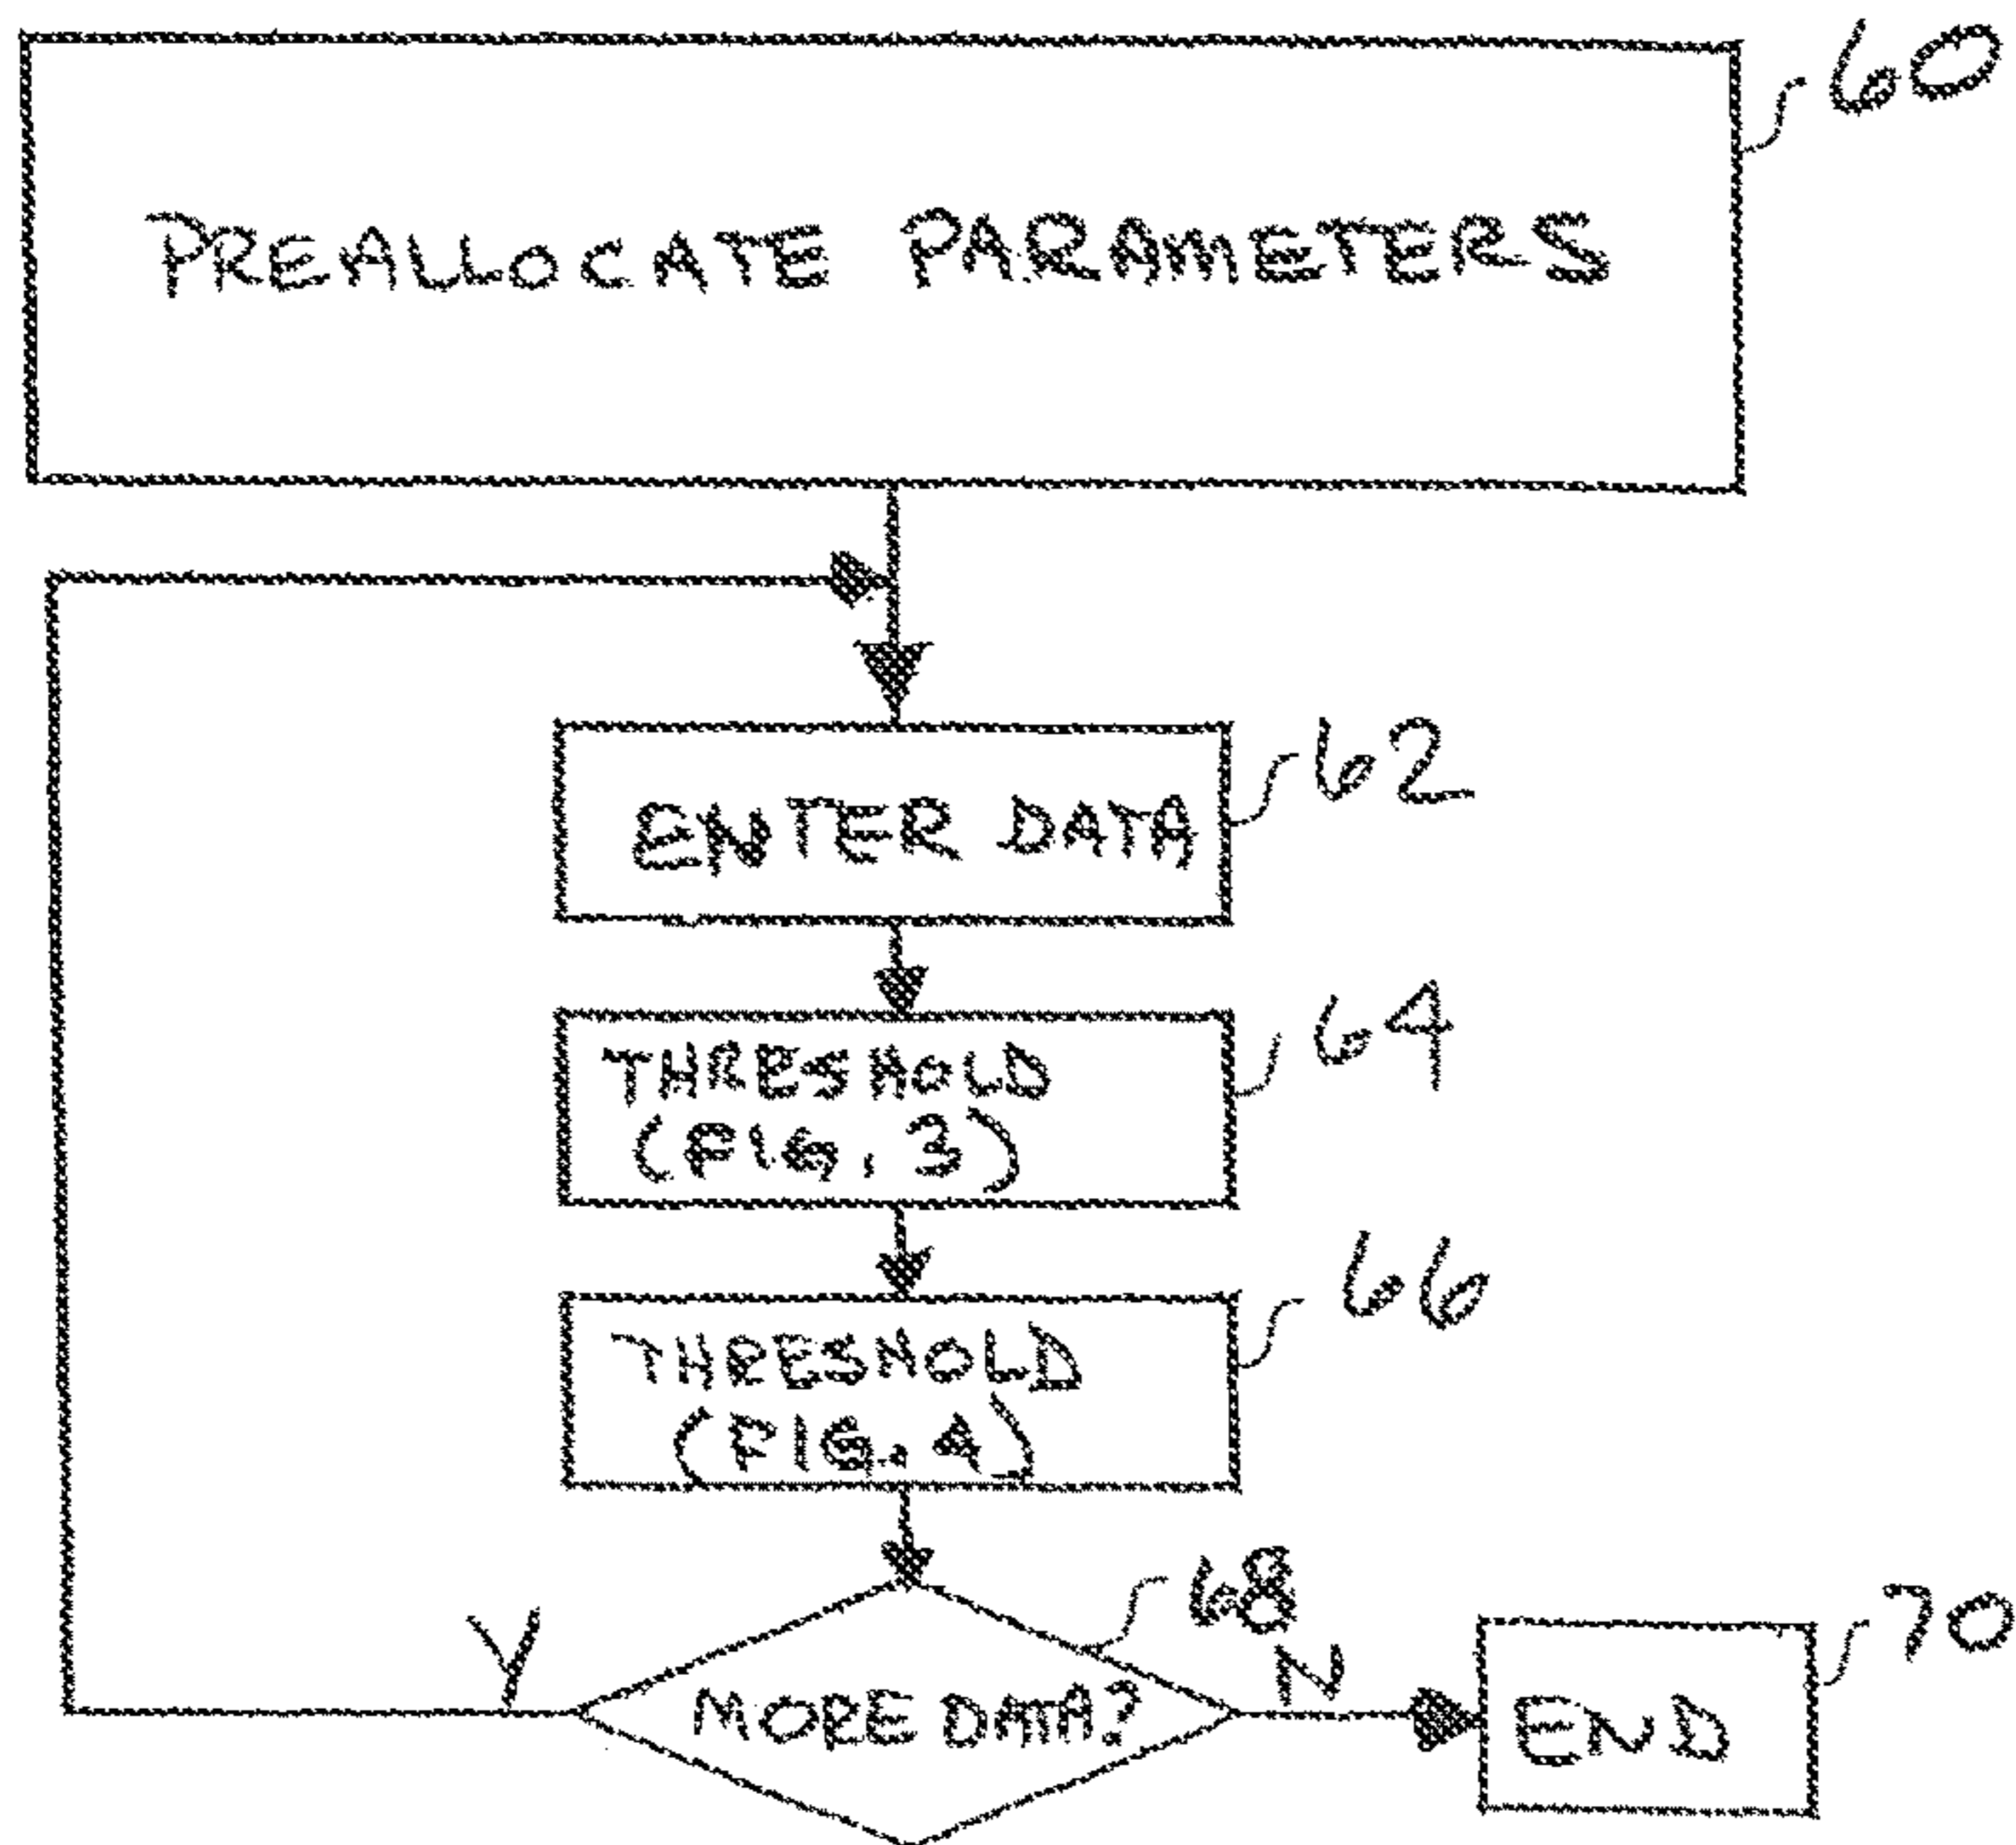 60
PREALLOCATE PARAMETERS
62
ENTER DATA
64
THRESHOLD
(FIG. 3)
66
THRESHOLD
(FIG. 4)
68
Y
MORE DATA?
N
70
END